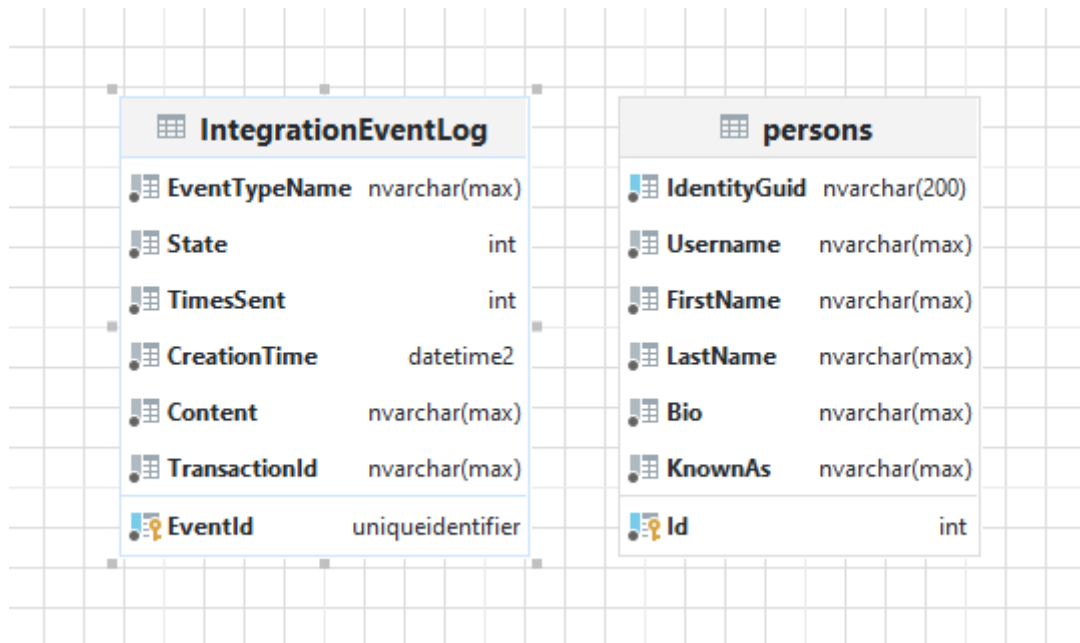 IntegrationEventLog
EventTypeName nvarchar(max)
State int
TimesSent int
CreationTime datetime2
Content nvarchar(max)
TransactionId nvarchar(max)
EventId uniqueidentifier
persons
IdentityGuid nvarchar(200)
Username nvarchar(max)
FirstName nvarchar(max)
LastName nvarchar(max)
Bio nvarchar(max)
KnownAs nvarchar(max)
Id int